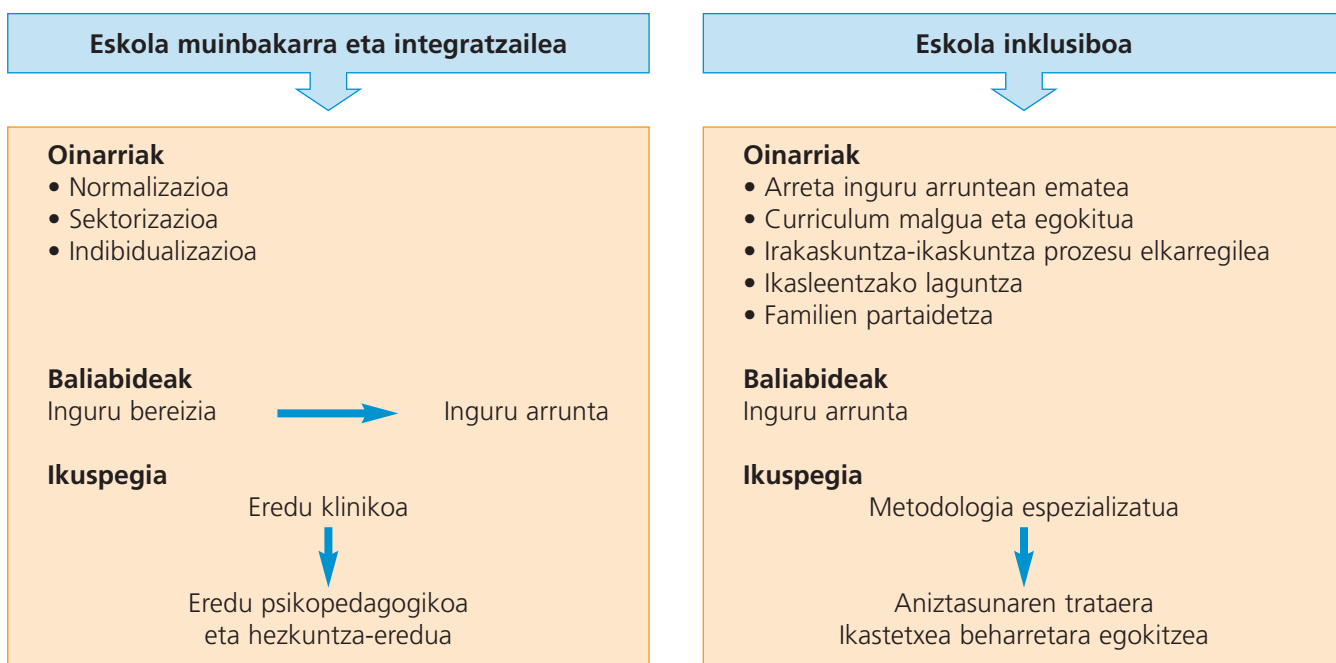 Eskola muinbakarra eta integratzailea
Oinarriak
• Normalizazioa
• Sektorizazioa
• Indibidualizazioa
Baliabideak
Inguru bereizia
Inguru arrunta
Ikuspegia
Eredu klinikoa
Eredu psikopedagogikoa
eta hezkuntza-eredua
Eskola inklusiboa
Oinarriak
• Arreta inguru arruntean ematea
• Curriculum malgua eta egokitua
• Irakaskuntza-ikaskuntza prozesu elkarregilea
• Ikasleentzako laguntza
• Familien partaidetza
Baliabideak
Inguru arrunta
Ikuspegia
Metodologia espezializatua
Aniztasunaren trataera
Ikastetxea beharretara egokitzea